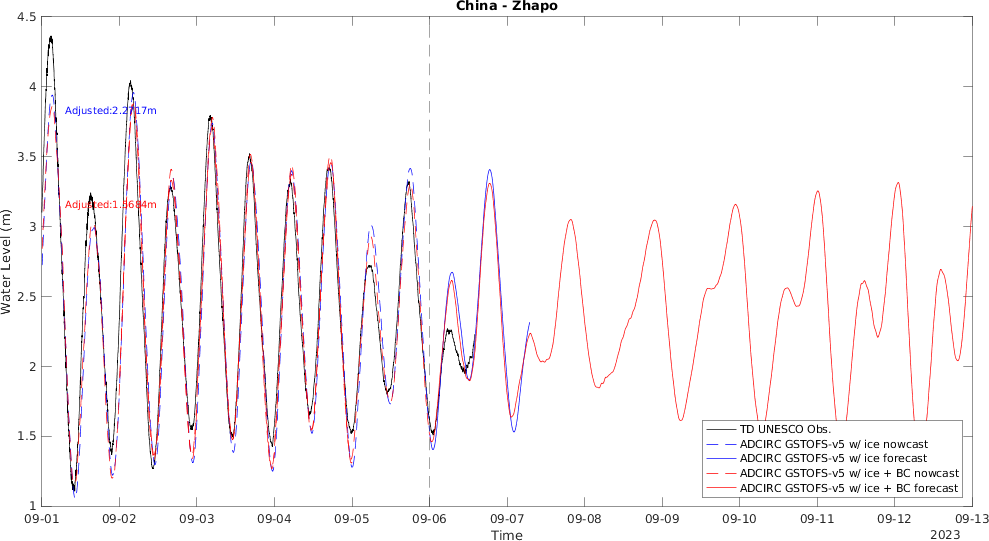 China - Zhapo
Water Level (m)
4.5
4
3.5
3
2.5
2
1.5
1
Adjusted:2.2717m
TD UNESCO Obs.
ADCIRC GSTOFS-v5 w/ ice nowcast
ADCIRC GSTOFS-v5 w/ ice forecast
ADCIRC GSTOFS-v5 w/ ice + BC nowcast
ADCIRC GSTOFS-v5 w/ ice + BC forecast
09-01 09-02 09-03 09-04 09-05 09-06 09-07 09-08 09-09 09-10 09-11 09-12 09-13
Time
2023